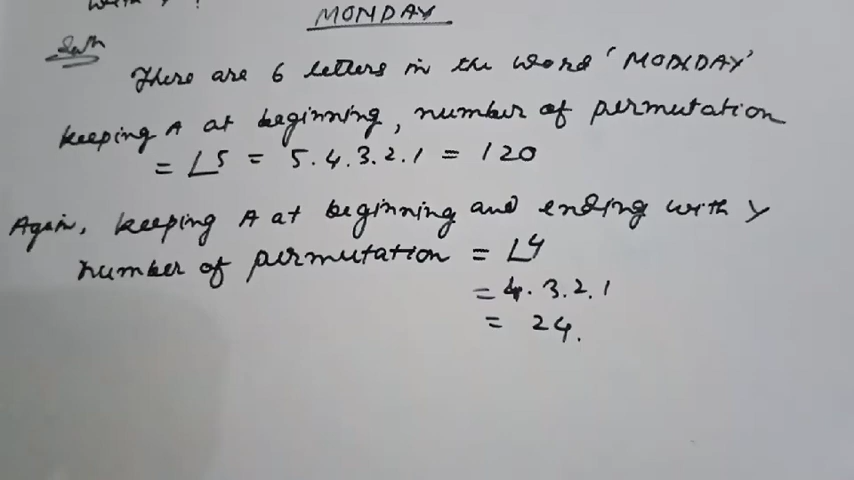 with Y ?
MONDAY
Soln
There are 6 letters in the word 'MONDAY'
keeping A at beginning, number of permutation
= ∟5 = 5.4.3.2.1 = 120
Again, keeping A at beginning and ending with y
number of permutation = ∟4
= 4.3.2.1
= 24.